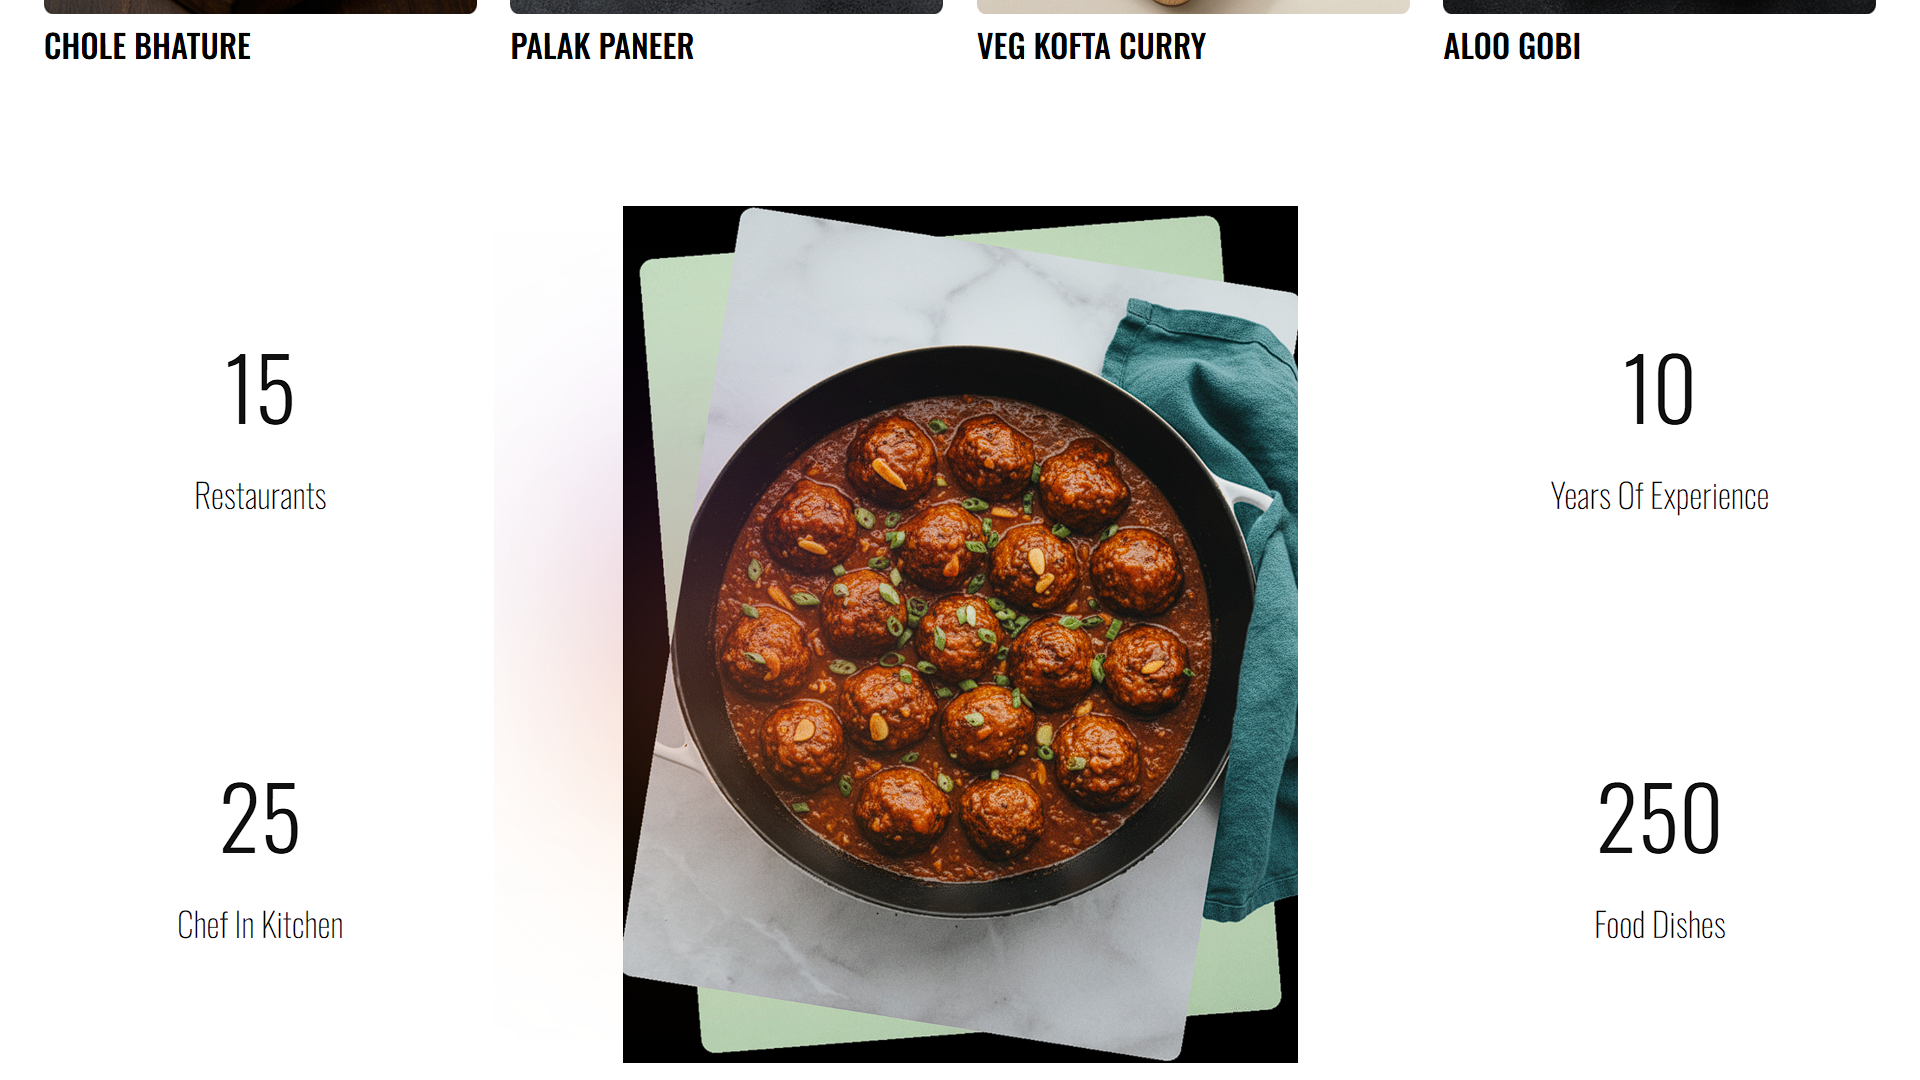 CHOLE BHATURE
PALAK PANEER
VEG KOFTA CURRY
ALOO GOBI
15
Restaurants
10
Years Of Experience
25
Chef In Kitchen
250
Food Dishes